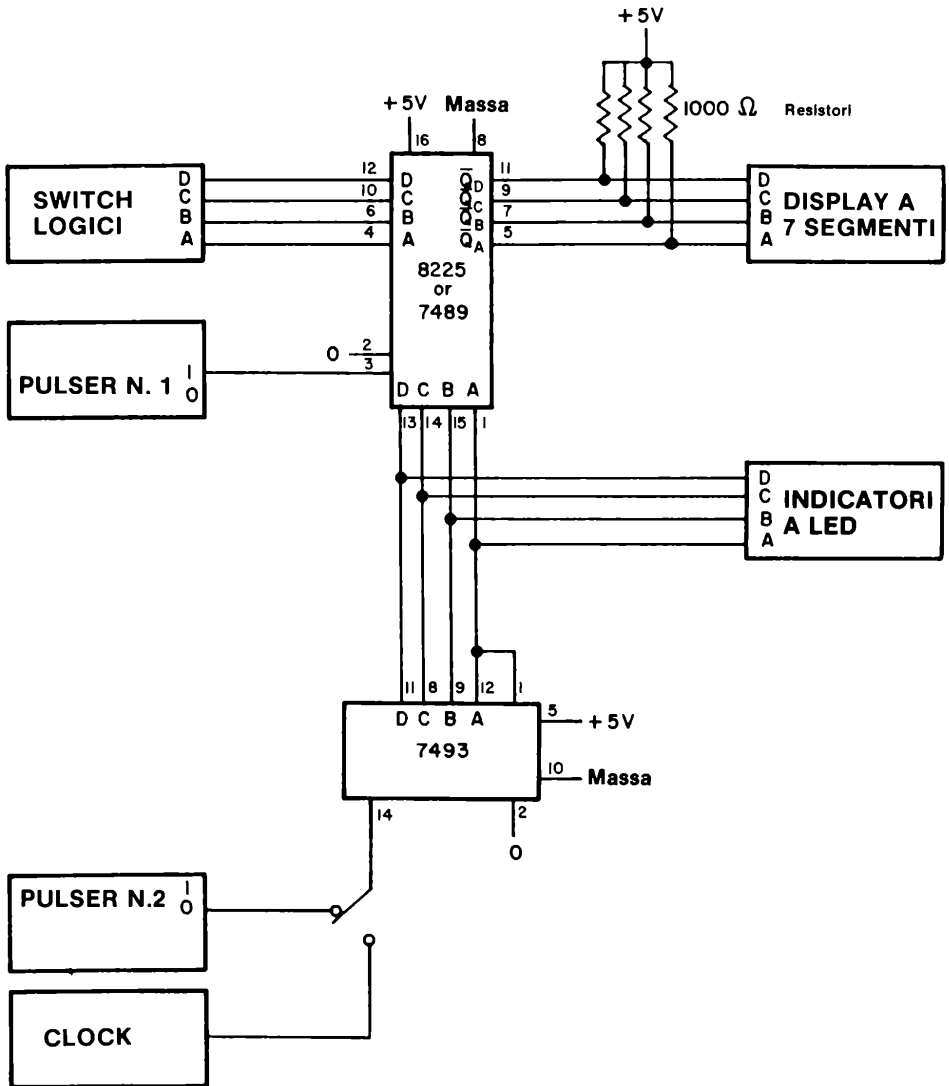 +5V
1000 Ω Resistori
+5V Massa
16 8
SWITCH LOGICI
D C B A
12 10 6 4
D C B A
Q̄D Q̄C Q̄B Q̄A
11 9 7 5
D C B A
DISPLAY A 7 SEGMENTI
8225
or
7489
PULSER N. 1
1
0
0 2
3
D C B A
13 14 15 1
D C B A
INDICATORI A LED
11 8 9 12 1
D C B A
7493
5 +5V
10 Massa
14 2
0
PULSER N.2
1
0
CLOCK